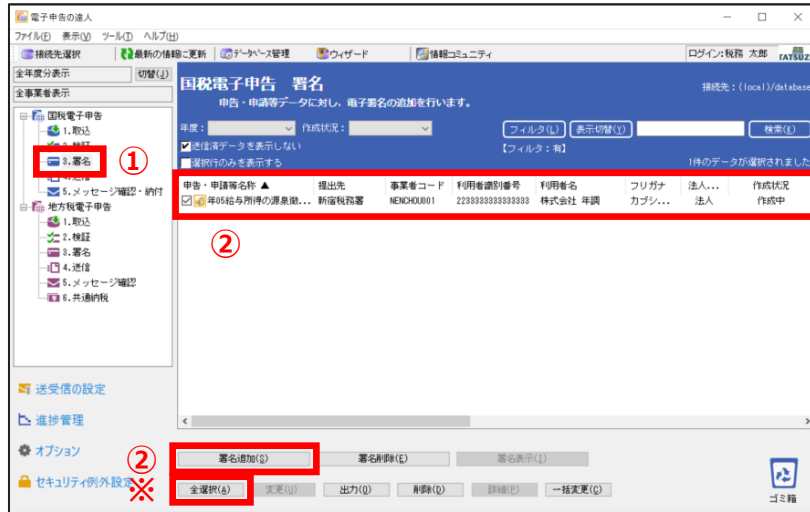 電子申告の達人
ファイル(F) 表示(V) ツール(T) ヘルプ(H)
接続先選択 最新の情報に更新 データベース管理 ウィザード 情報コミュニティ ログイン:税務 太郎 TATSUZ
全年度分表示 切替(J)
全事業者表示
国税電子申告 署名
申告・申請等データに対し、電子署名の追加を行います。
接続先：(local)/database
年度： 作成状況： フィルタ(L) 表示切替(Y) 検索(K)
送信済データを表示しない 【フィルタ：有】
選択行のみを表示する 1件のデータが選択されました
国税電子申告
1.取込
3.署名
①
5.メッセージ確認・納付
地方税電子申告
1.取込
2.検証
3.署名
4.送信
5.メッセージ確認
6.共通納税
申告・申請等名称 ▲ 提出先 事業者コード 利用者識別番号 利用者名 フリガナ 法人... 作成状況
年05給与所得の源泉徴... 新宿税務署 NENCHOU001 2233333333333333 株式会社 年調 カブシ... 法人 作成中
②
送受信の設定
進捗管理
オプション
セキュリティ例外設定
②
※
署名追加(S) 署名削除(E) 署名表示(I)
全選択(A) 変更(U) 出力(O) 削除(D) 詳細(P) 一括変更(C)
ゴミ箱